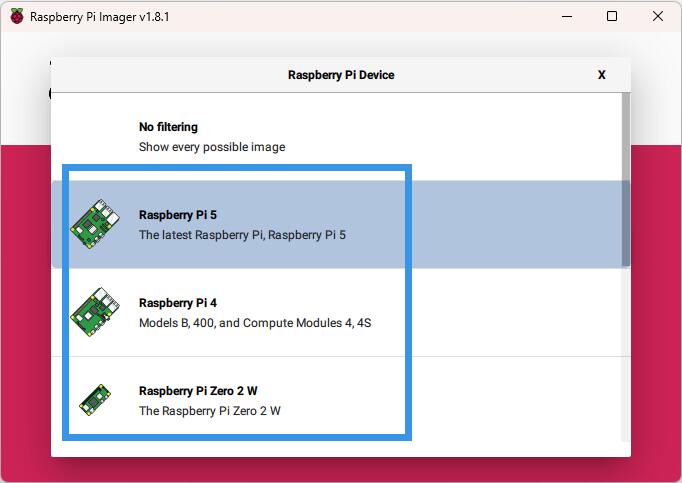 Raspberry Pi Imager v1.8.1
Raspberry Pi Device X
No filtering
Show every possible image
Raspberry Pi 5
The latest Raspberry Pi, Raspberry Pi 5
Raspberry Pi 4
Models B, 400, and Compute Modules 4, 4S
Raspberry Pi Zero 2 W
The Raspberry Pi Zero 2 W